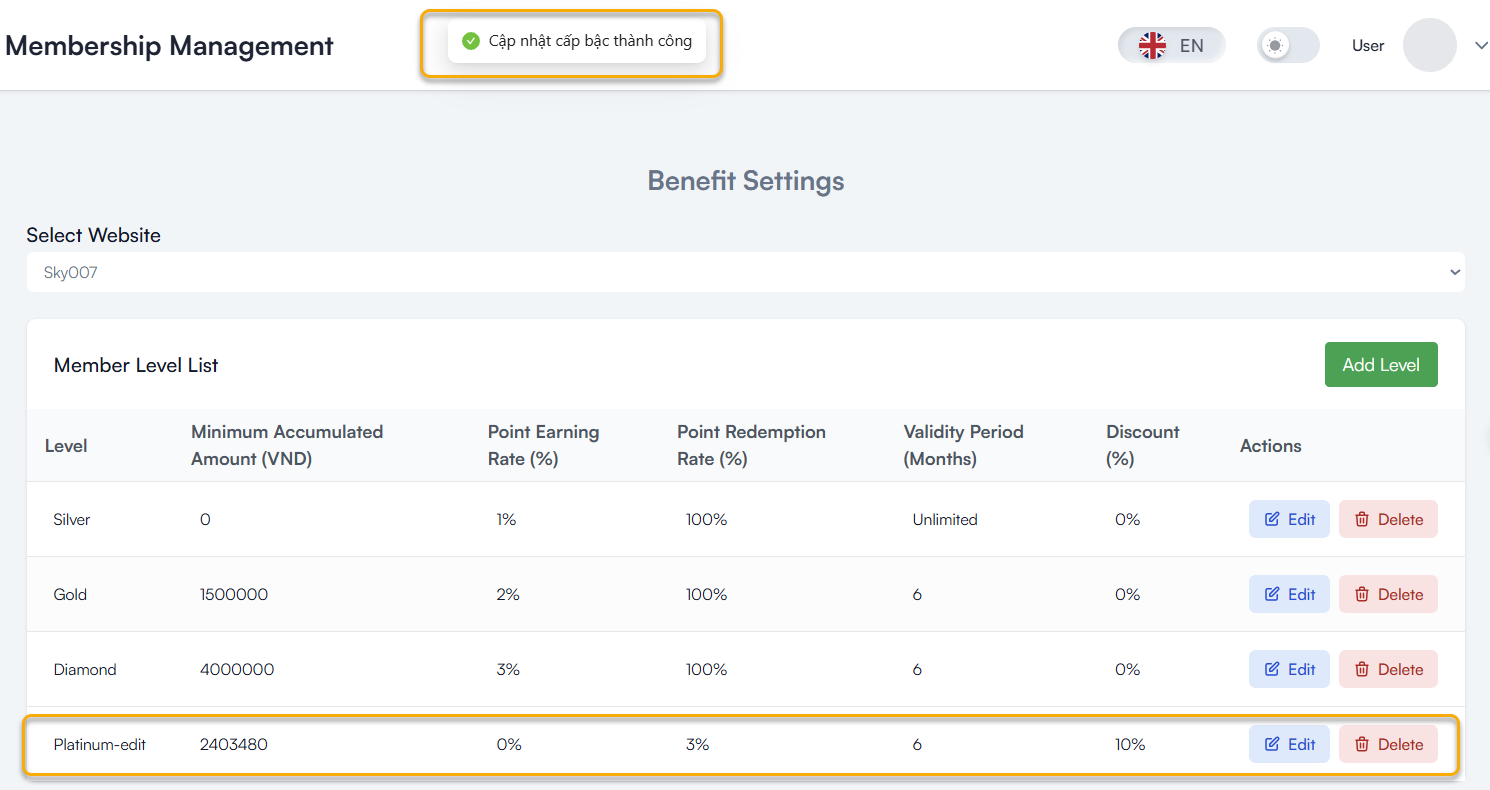 Membership Management
Cập nhật cấp bậc thành công
EN
User
Benefit Settings
Select Website
Sky007
Member Level List
Add Level
Level
Minimum Accumulated
Amount (VND)
Point Earning
Rate (%)
Point Redemption
Rate (%)
Validity Period
(Months)
Discount
(%)
Actions
Silver 0 1% 100% Unlimited 0% Edit Delete
Gold 1500000 2% 100% 6 0% Edit Delete
Diamond 4000000 3% 100% 6 0% Edit Delete
Platinum-edit 2403480 0% 3% 6 10% Edit Delete